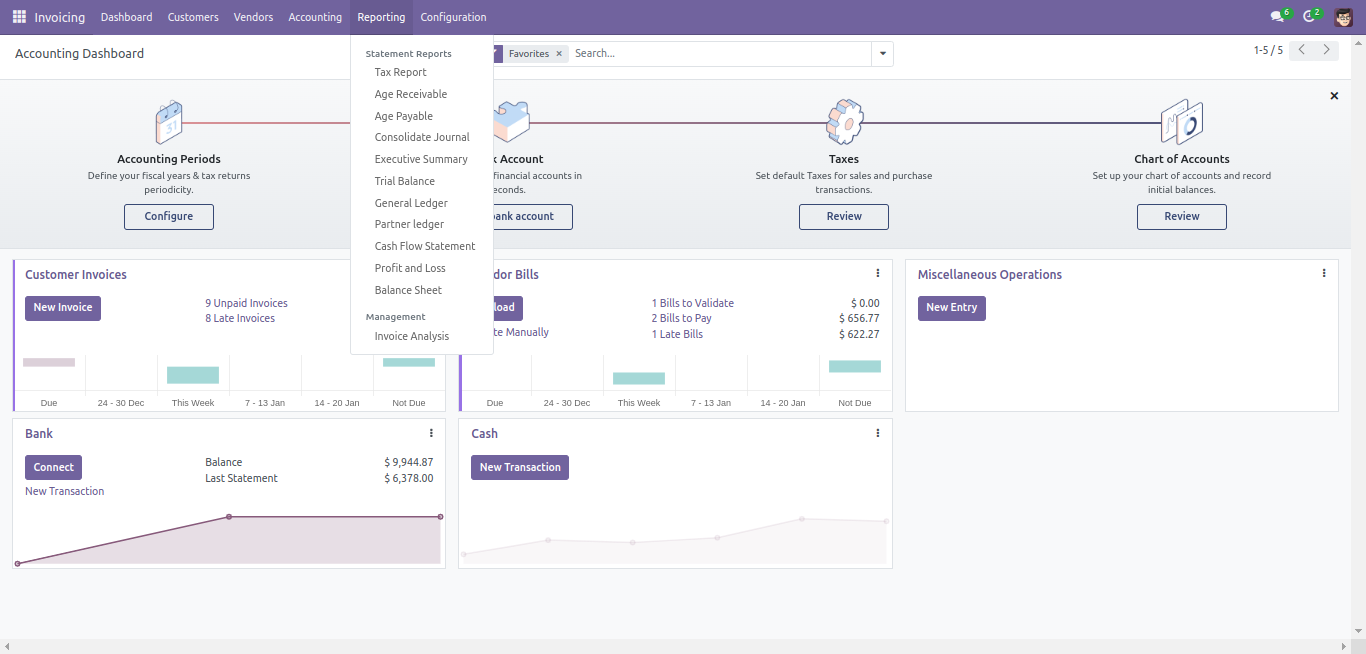 Invoicing Dashboard Customers Vendors Accounting Reporting Configuration 6 2
Accounting Dashboard
Favorites × Search...
1-5 / 5
Statement Reports
Tax Report
Age Receivable
Age Payable
Consolidate Journal
Executive Summary
Trial Balance
General Ledger
Partner ledger
Cash Flow Statement
Profit and Loss
Balance Sheet
Management
Invoice Analysis
31
Accounting Periods
Define your fiscal years & tax returns
periodicity.
Configure
k Account
financial accounts in
econds.
bank account
Taxes
Set default Taxes for sales and purchase
transactions.
Review
Chart of Accounts
Set up your chart of accounts and record
initial balances.
Review
Customer Invoices
New Invoice
9 Unpaid Invoices
8 Late Invoices
Due 24 - 30 Dec This Week 7 - 13 Jan 14 - 20 Jan Not Due
dor Bills
load
te Manually
1 Bills to Validate $ 0.00
2 Bills to Pay $ 656.77
1 Late Bills $ 622.27
Due 24 - 30 Dec This Week 7 - 13 Jan 14 - 20 Jan Not Due
Miscellaneous Operations
New Entry
Bank
Connect
New Transaction
Balance $ 9,944.87
Last Statement $ 6,378.00
Cash
New Transaction